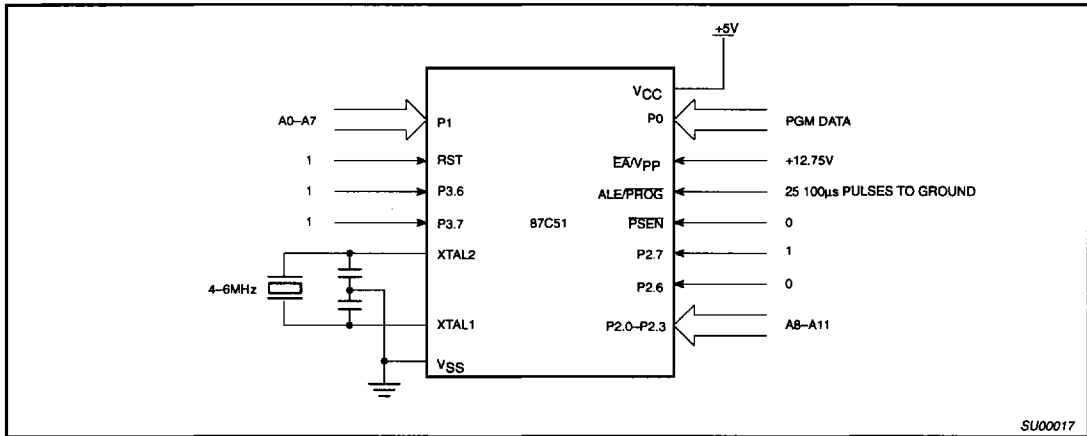 +5V
VCC
A0–A7
P1
P0
PGM DATA
1
RST
EA/VPP
+12.75V
1
P3.6
ALE/PROG
25 100µs PULSES TO GROUND
1
P3.7
87C51
PSEN
0
XTAL2
P2.7
1
4–6MHz
P2.6
0
XTAL1
P2.0–P2.3
A8–A11
VSS
SU00017